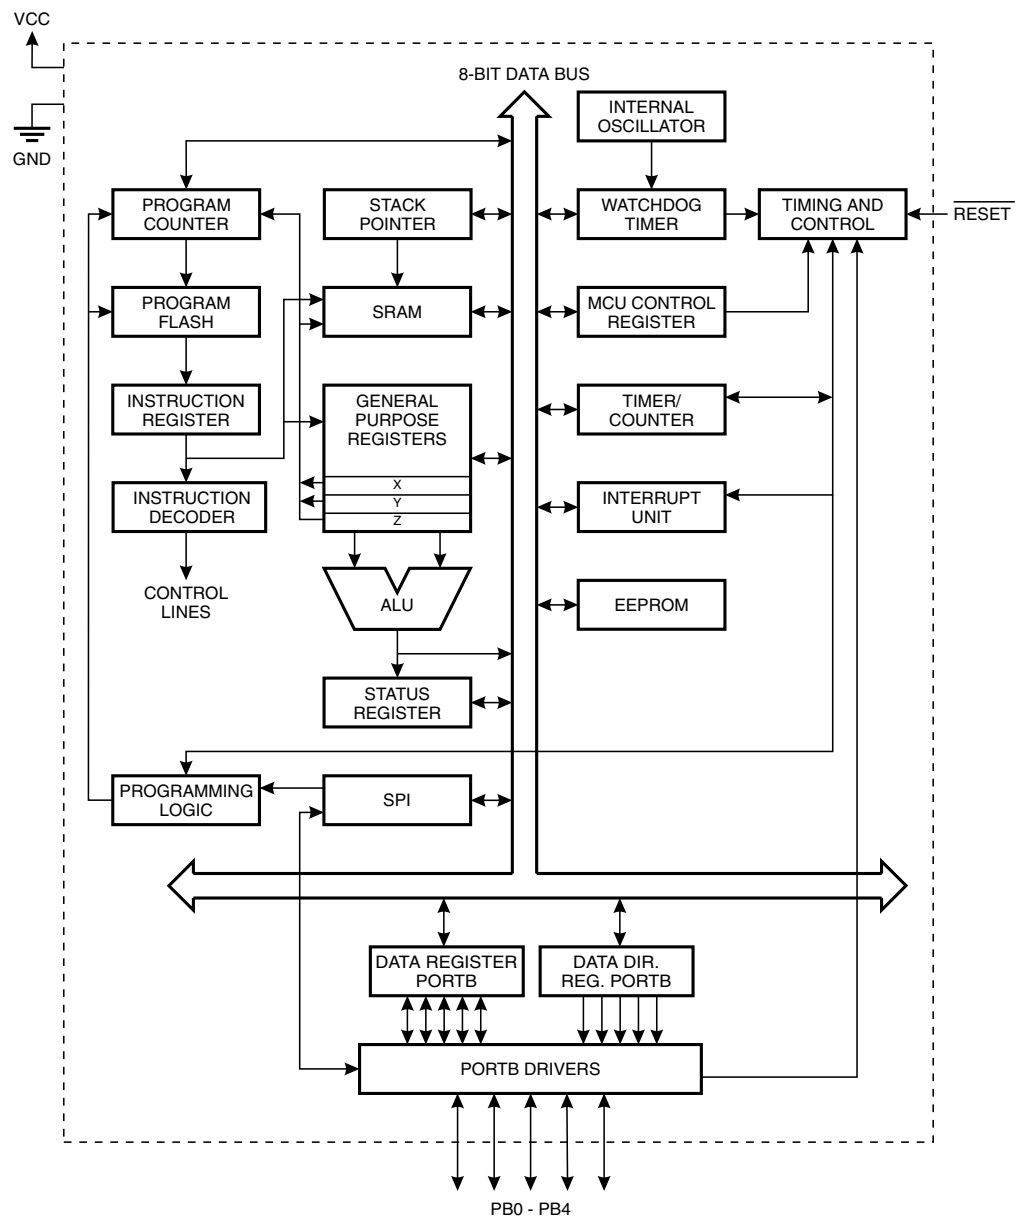 VCC
GND
8-BIT DATA BUS
INTERNAL
OSCILLATOR
PROGRAM
COUNTER
STACK
POINTER
WATCHDOG
TIMER
TIMING AND
CONTROL
RESET
PROGRAM
FLASH
SRAM
MCU CONTROL
REGISTER
INSTRUCTION
REGISTER
GENERAL
PURPOSE
REGISTERS
X
Y
Z
TIMER/
COUNTER
INSTRUCTION
DECODER
INTERRUPT
UNIT
CONTROL
LINES
ALU
EEPROM
STATUS
REGISTER
PROGRAMMING
LOGIC
SPI
DATA REGISTER
PORTB
DATA DIR.
REG. PORTB
PORTB DRIVERS
PB0 - PB4